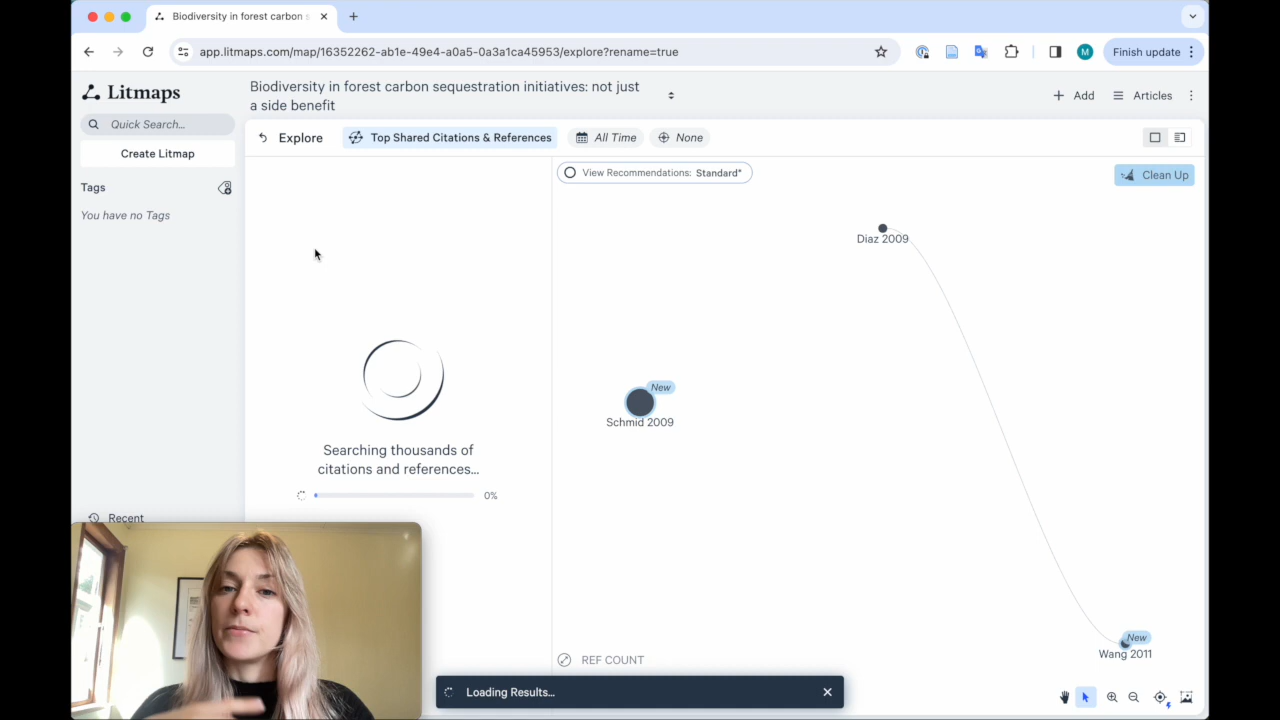 Biodiversity in forest carbon s
app.litmaps.com/map/16352262-ab1e-49e4-a0a5-0a31ca45953/explore?rename=true
M
Finish update
Litmaps
Biodiversity in forest carbon sequestration initiatives: not just
a side benefit
Add
Articles
Quick Search...
Create Litmap
Explore
Top Shared Citations & References
All Time
None
Tags
You have no Tags
View Recommendations: Standard*
Clean Up
Diaz 2009
New
Schmid 2009
Searching thousands of
citations and references...
0%
Recent
New
Wang 2011
REF COUNT
Loading Results...